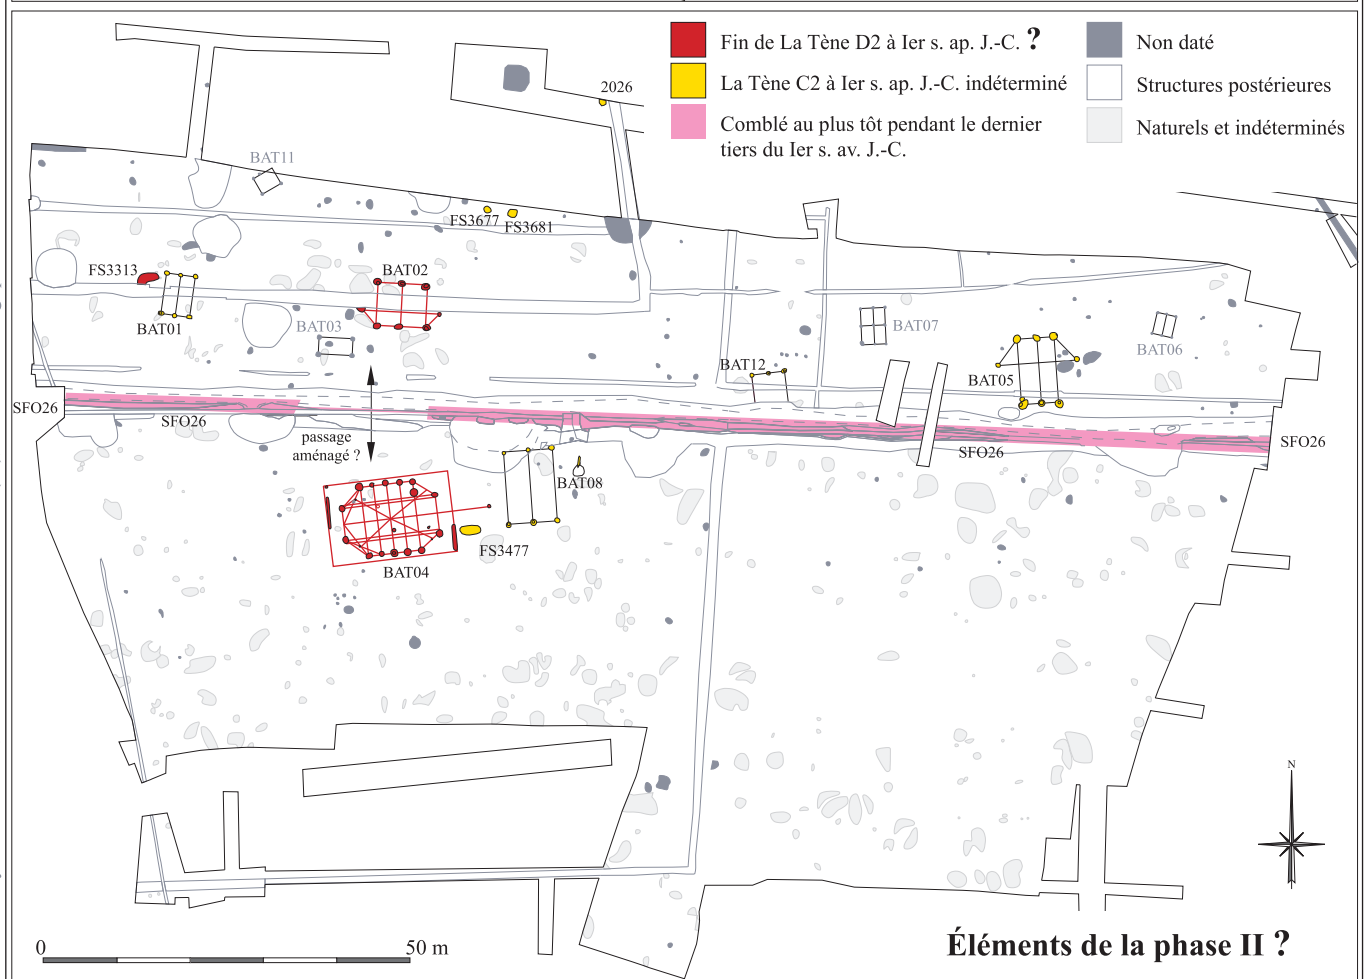 Fin de La Tène D2 à Ier s. ap. J.-C. ?
La Tène C2 à Ier s. ap. J.-C. indéterminé
Comblé au plus tôt pendant le dernier
tiers du Ier s. av. J.-C.
Non daté
Structures postérieures
Naturels et indéterminés
2026
BAT11
FS3677
FS3681
FS3313
BAT02
BAT01
BAT03
BAT07
BAT06
BAT12
BAT05
SFO26
SFO26
passage
aménagé ?
SFO26
SFO26
BAT08
FS3477
BAT04
N
0
50 m
Éléments de la phase II ?